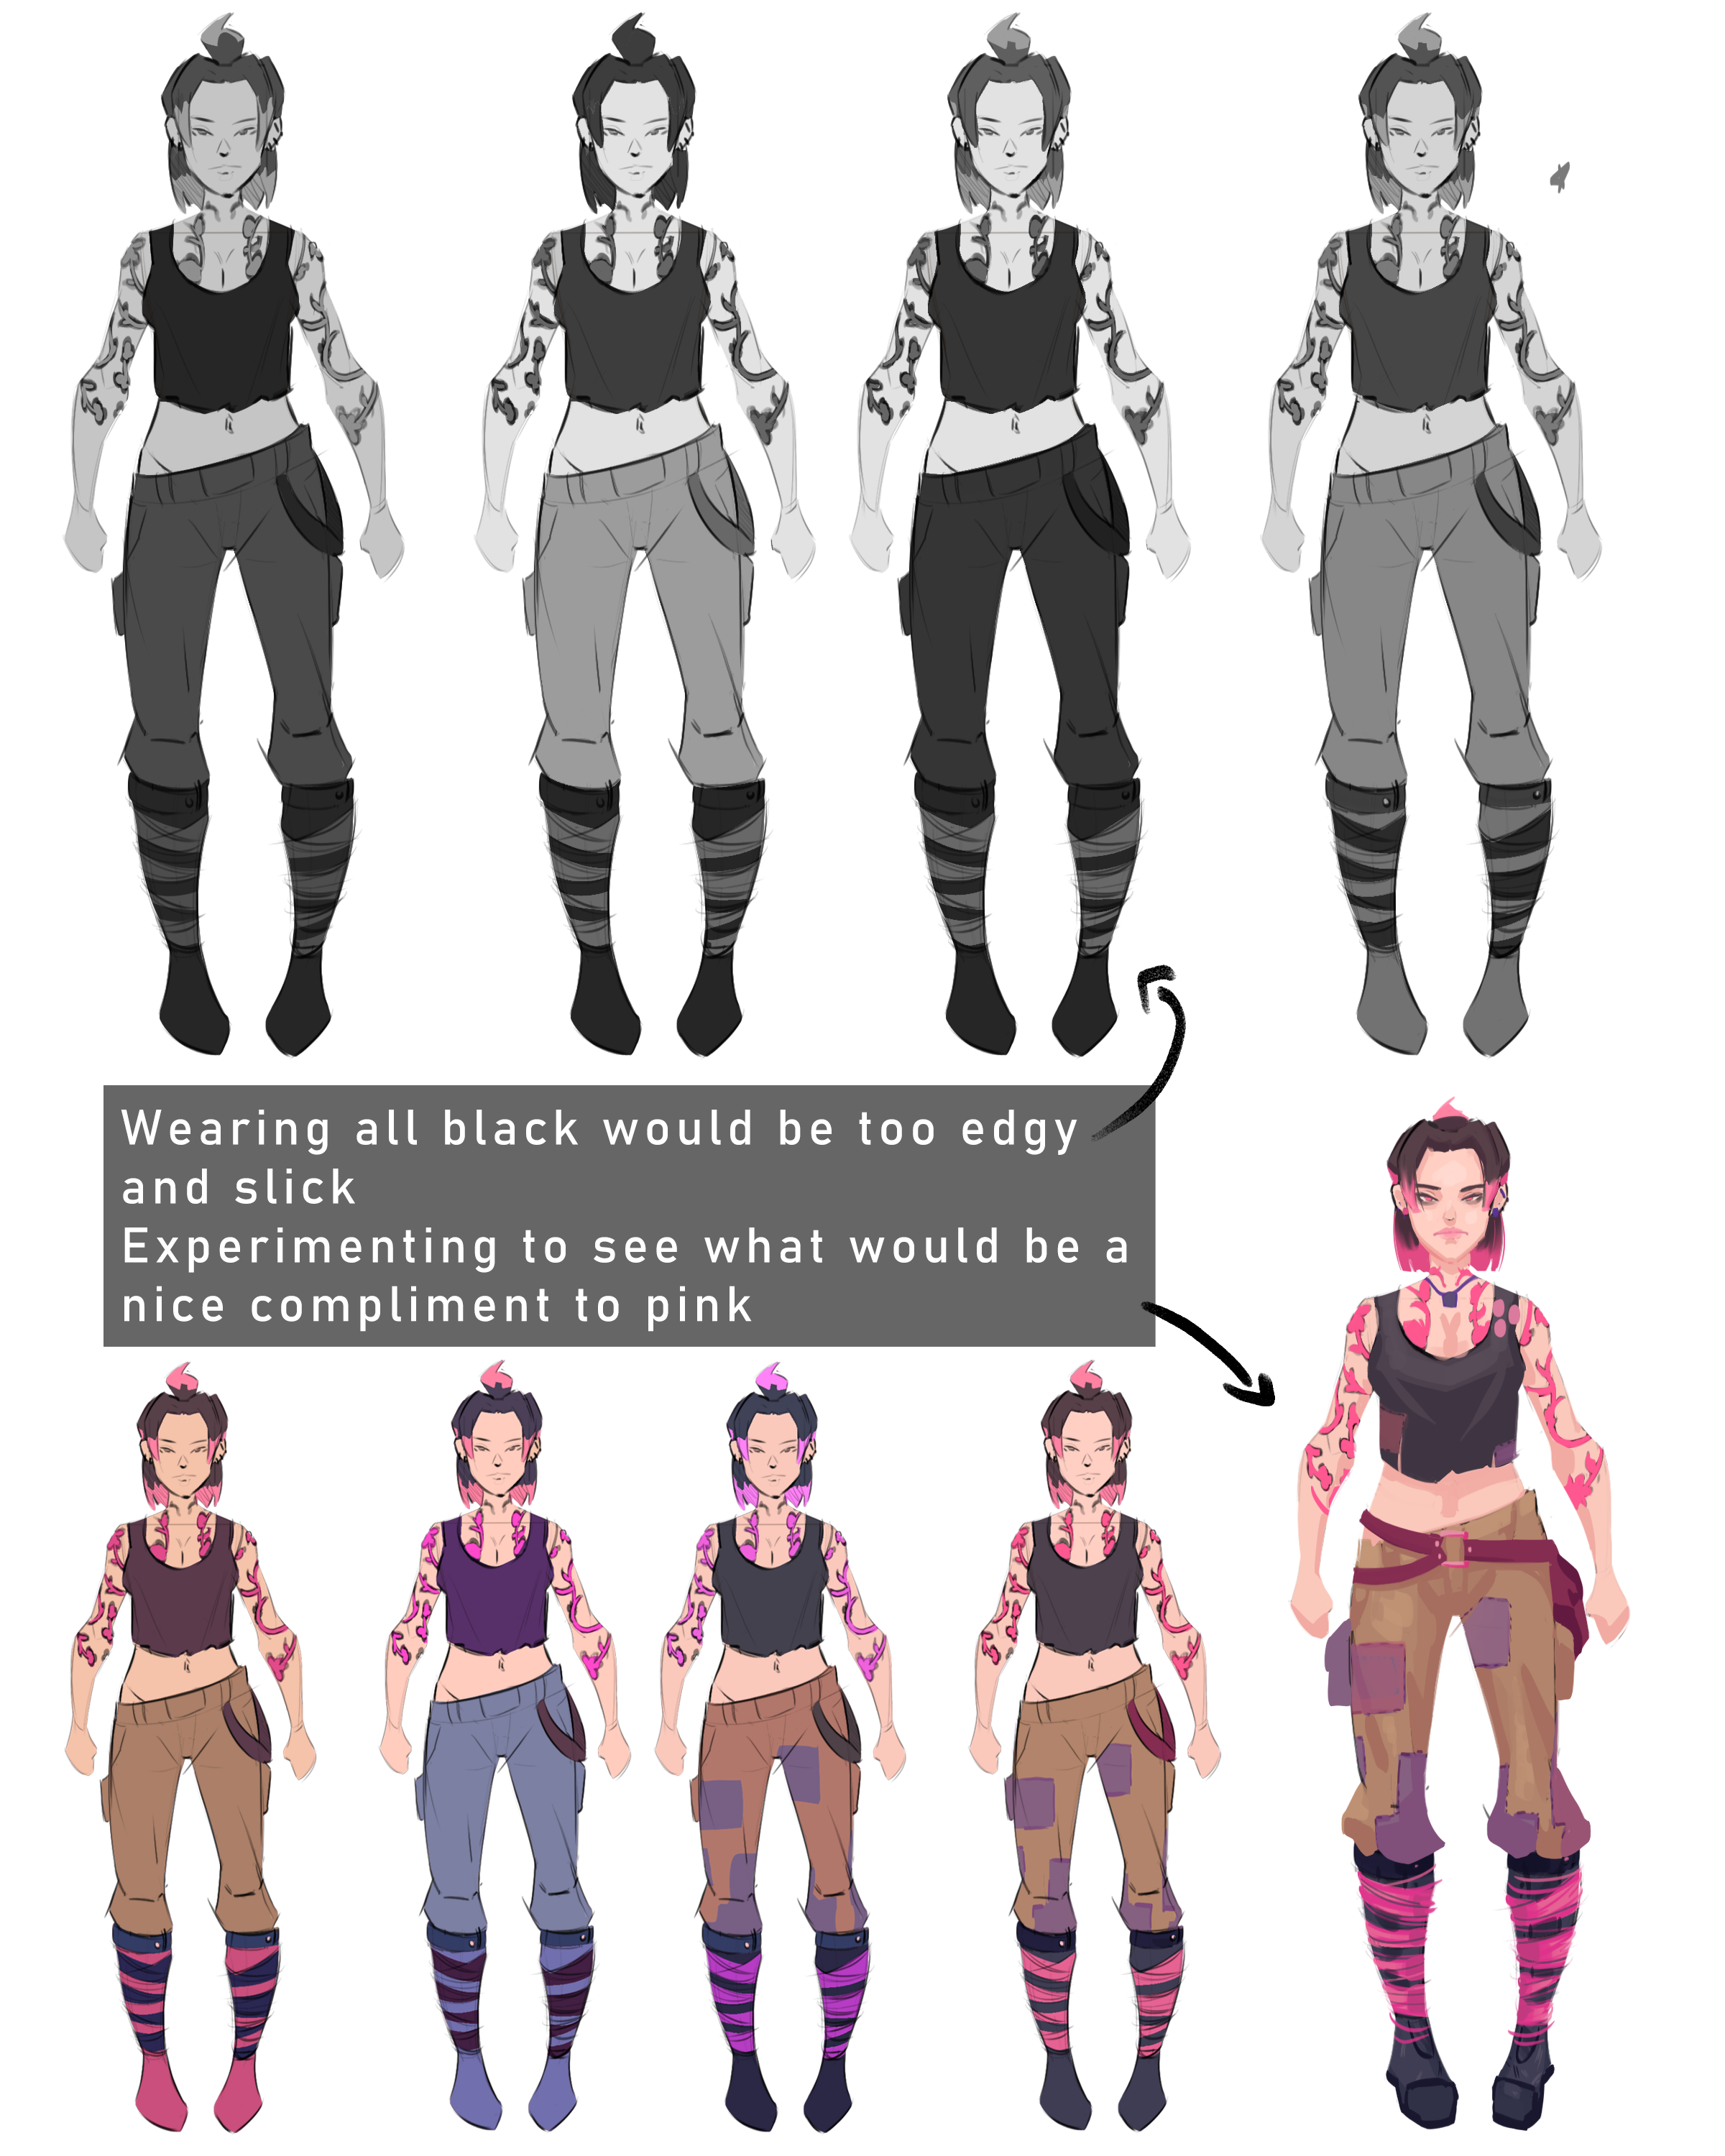 Wearing all black would be too edgy
and slick
Experimenting to see what would be a
nice compliment to pink